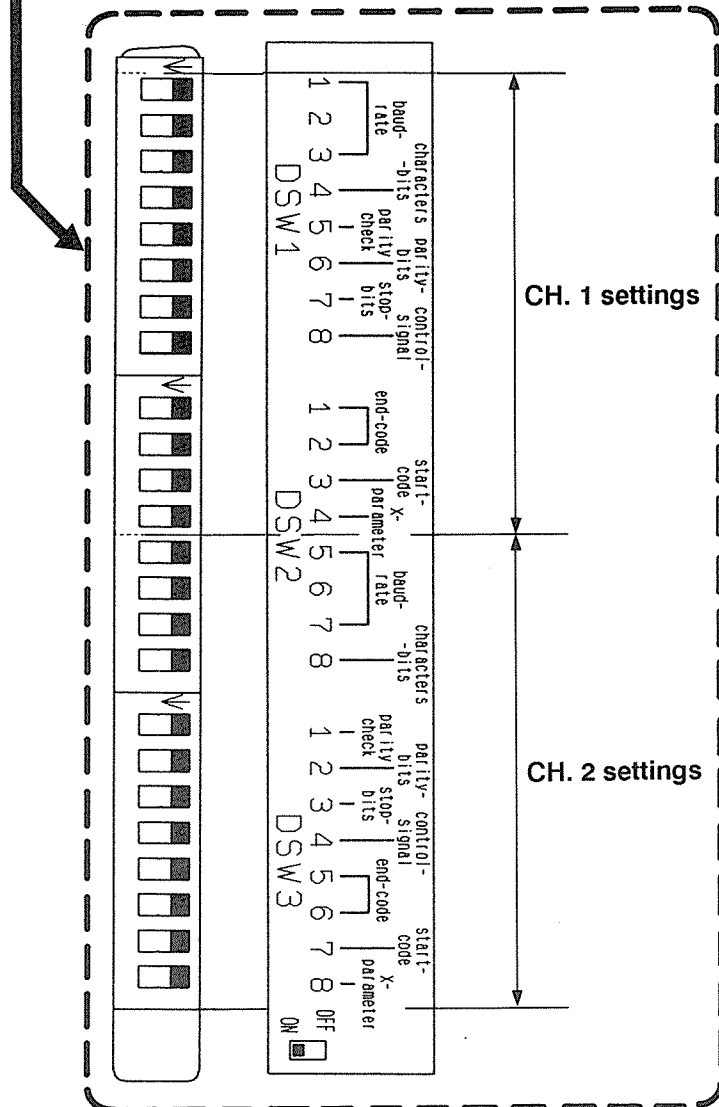 1
2
3
4
5
6
7
8
DSW1
baud-
rate
characters
-bits
parity
check
parity-
bits
stop-
bits
control-
signal
CH. 1 settings
1
2
3
4
5
6
7
8
DSW2
end-code
start-
code
X-
parameter
baud-
rate
characters
-bits
1
2
3
4
5
6
7
8
DSW3
parity
check
parity-
bits
stop-
bits
control-
signal
end-code
start-
code
X-
parameter
CH. 2 settings
OFF
ON